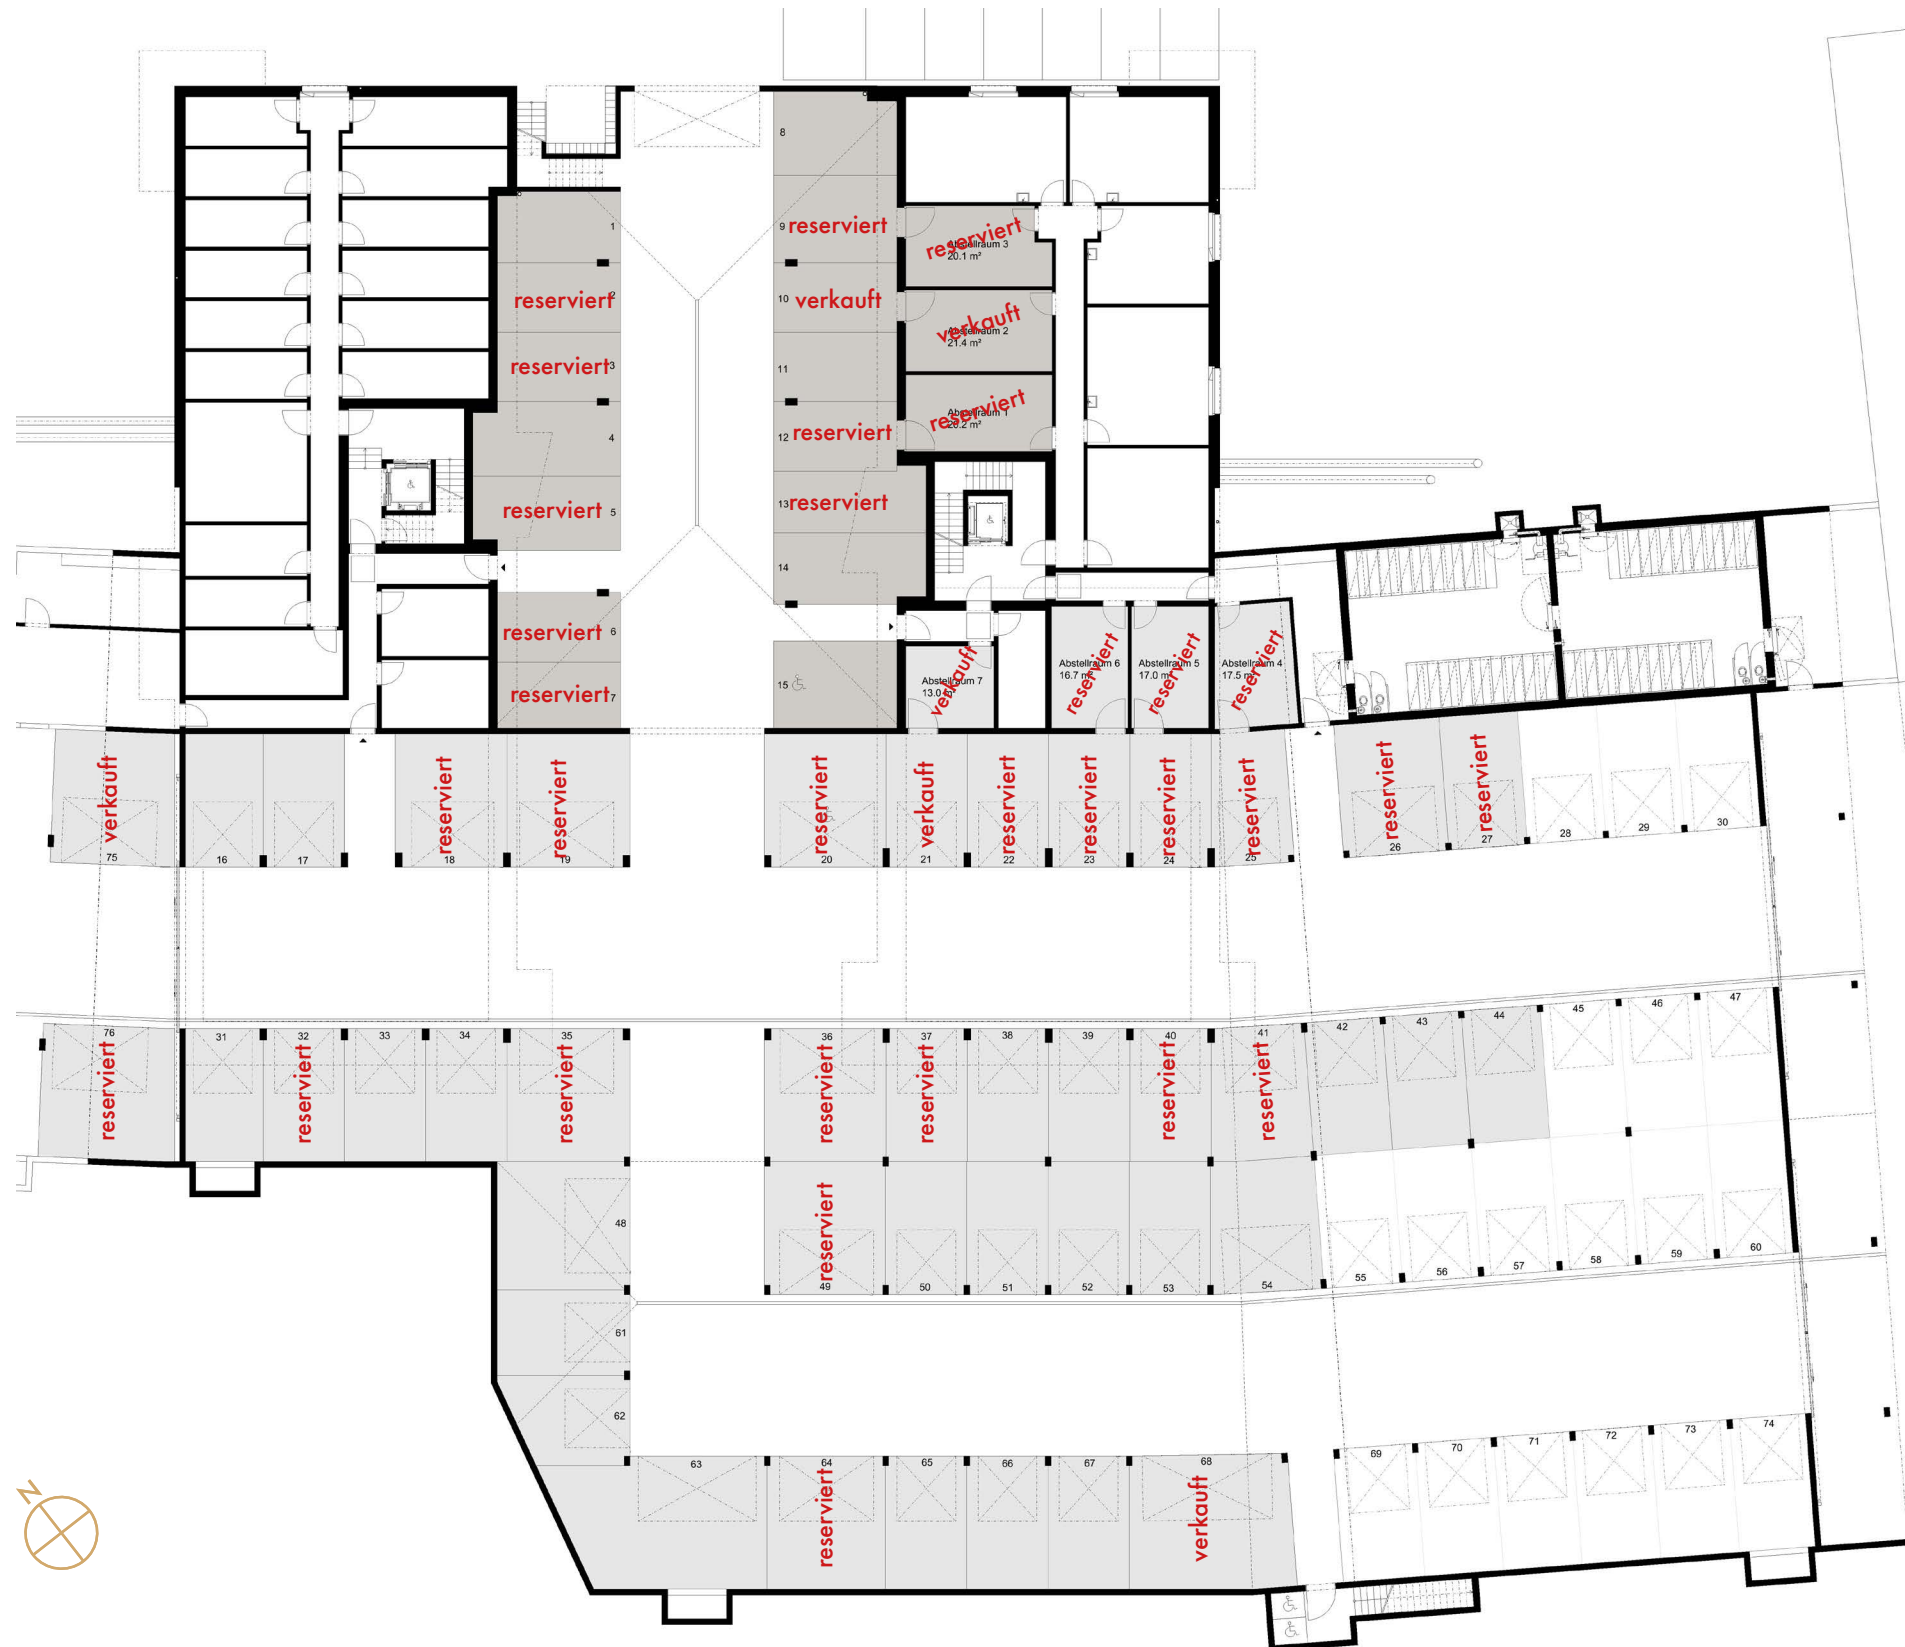 8
1
9 reserviert
reserviert
Abstellraum 3
20.1 m²
reserviert 2
10 verkauft
verkauft
Abstellraum 2
21.4 m²
reserviert 3
11
reserviert
Abstellraum 1
4
12 reserviert
reserviert 5
13 reserviert
14
reserviert 6
reserviert 7
15
verkauft
Abstellraum 7
13.0 m²
reserviert
Abstellraum 6
16.7 m²
reserviert
Abstellraum 5
17.0 m²
reserviert
Abstellraum 4
17.5 m²
verkauft
75
16
17
reserviert
18
reserviert
19
reserviert
20
verkauft
21
reserviert
22
reserviert
23
reserviert
24
reserviert
25
reserviert
26
reserviert
27
28
29
30
76
reserviert
31
32
reserviert
33
34
35
reserviert
36
reserviert
37
reserviert
38
39
40
reserviert
41
reserviert
42
43
44
45
46
47
48
reserviert
49
50
51
52
53
54
55
56
57
58
59
60
61
62
63
64
reserviert
65
66
67
68
verkauft
69
70
71
72
73
74
N